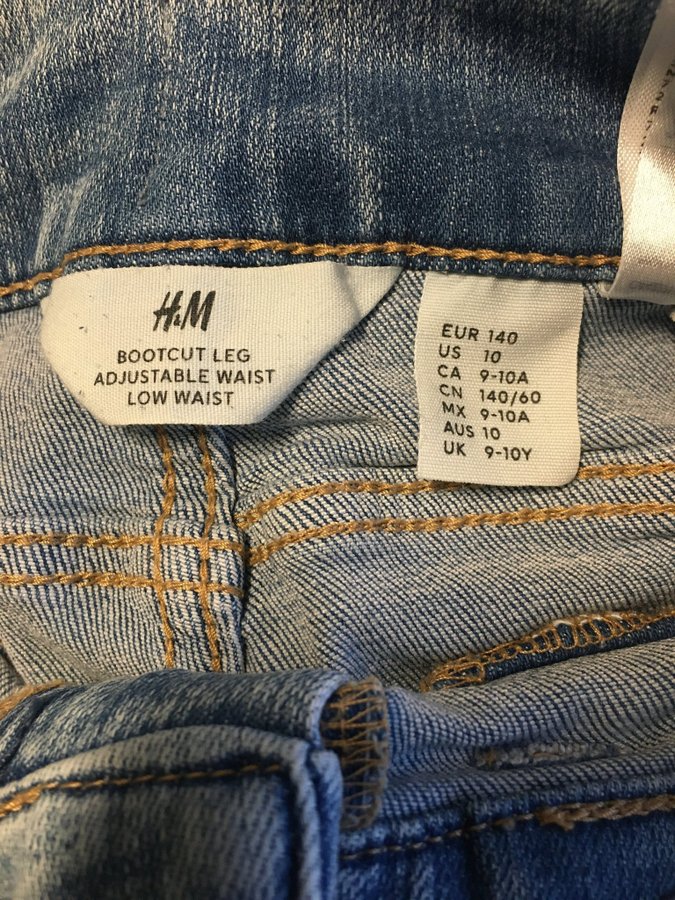 H&M
BOOTCUT LEG
ADJUSTABLE WAIST
LOW WAIST
EUR 140
US 10
CA 9-10A
CN 140/60
MX 9-10A
AUS 10
UK 9-10Y